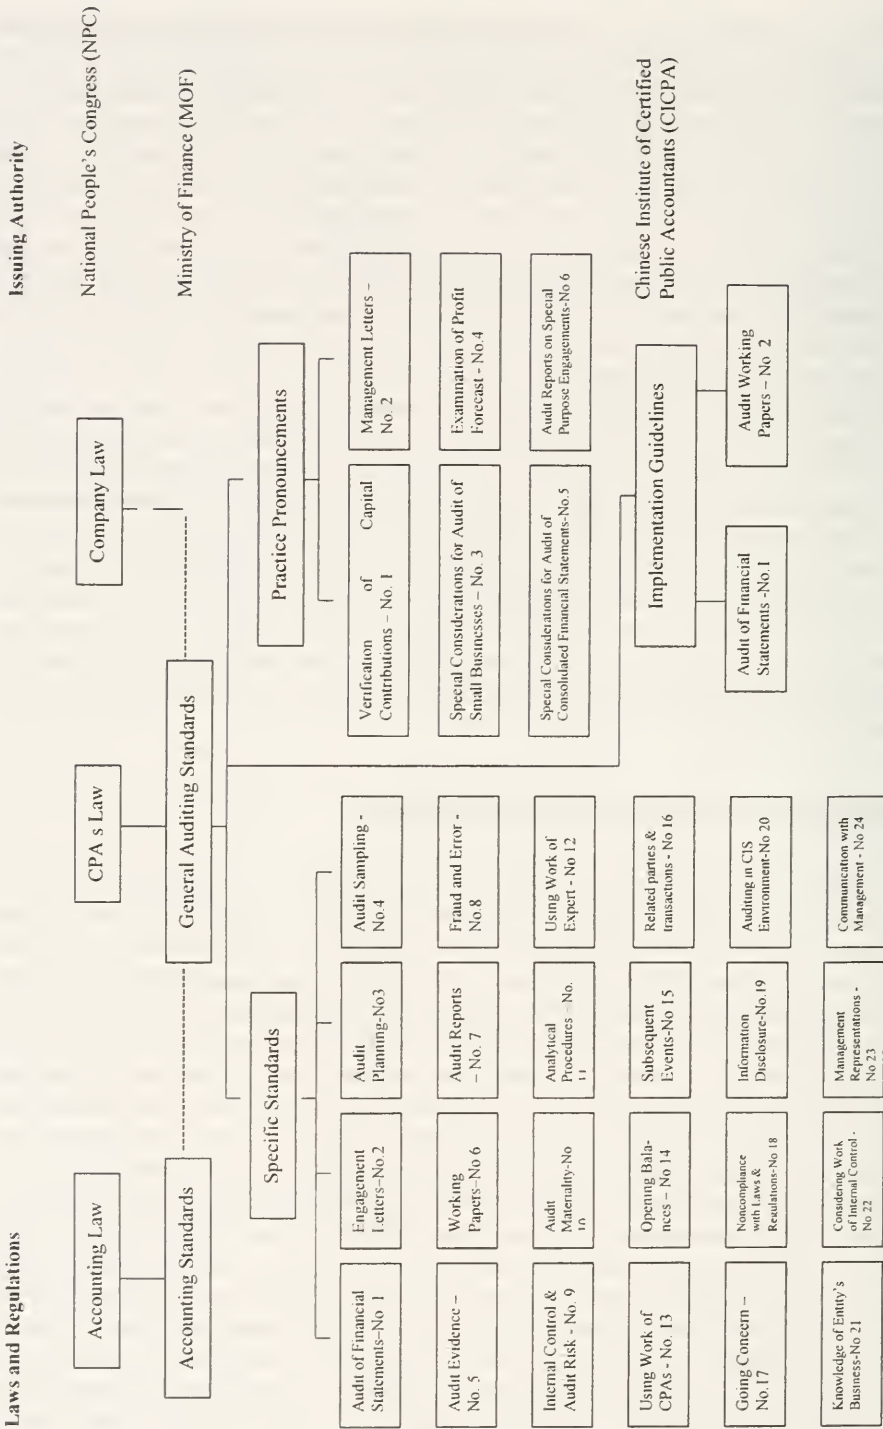 Laws and Regulations
Issuing Authority
Accounting Law
CPA s Law
Company Law
National People's Congress (NPC)
Accounting Standards
General Auditing Standards
Ministry of Finance (MOF)
Specific Standards
Practice Pronouncements
Audit of Financial
Statements–No 1
Engagement
Letters–No.2
Audit
Planning-No3
Audit Sampling -
No.4
Verification of Capital
Contributions – No. 1
Management Letters –
No. 2
Audit Evidence –
No. 5
Working
Papers–No 6
Audit Reports
– No. 7
Fraud and Error -
No.8
Special Considerations for Audit of
Small Businesses – No. 3
Examination of Profit
Forecast - No.4
Internal Control &
Audit Risk - No. 9
Audit
Materiality-No
10
Analytical
Procedures – No.
11
Using Work of
Expert - No 12
Special Considerations for Audit of
Consolidated Financial Statements-No.5
Audit Reports on Special
Purpose Engagements-No 6
Using Work of
CPAs - No. 13
Opening Bala-
nces – No 14
Subsequent
Events-No 15
Related parties &
transactions - No 16
Implementation Guidelines
Chinese Institute of Certified
Public Accountants (CICPA)
Going Concern –
No.17
Noncompliance
with Laws &
Regulations-No 18
Information
Disclosure-No.19
Auditing in CIS
Environment-No 20
Audit of Financial
Statements -No.1
Audit Working
Papers – No 2
Knowledge of Entity's
Business-No 21
Considering Work
of Internal Control -
No 22
Management
Representations -
No 23
Communication with
Management - No 24